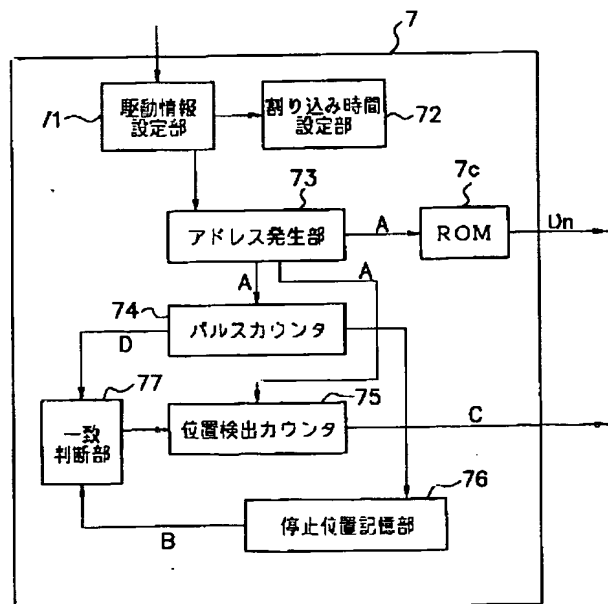 7
71
駆動情報
設定部
割り込み時間
設定部
72
73
アドレス発生部
A
7c
ROM
Dn
A
A
74
パルスカウンタ
D
77
一致
判断部
75
位置検出カウンタ
C
76
停止位置記憶部
B